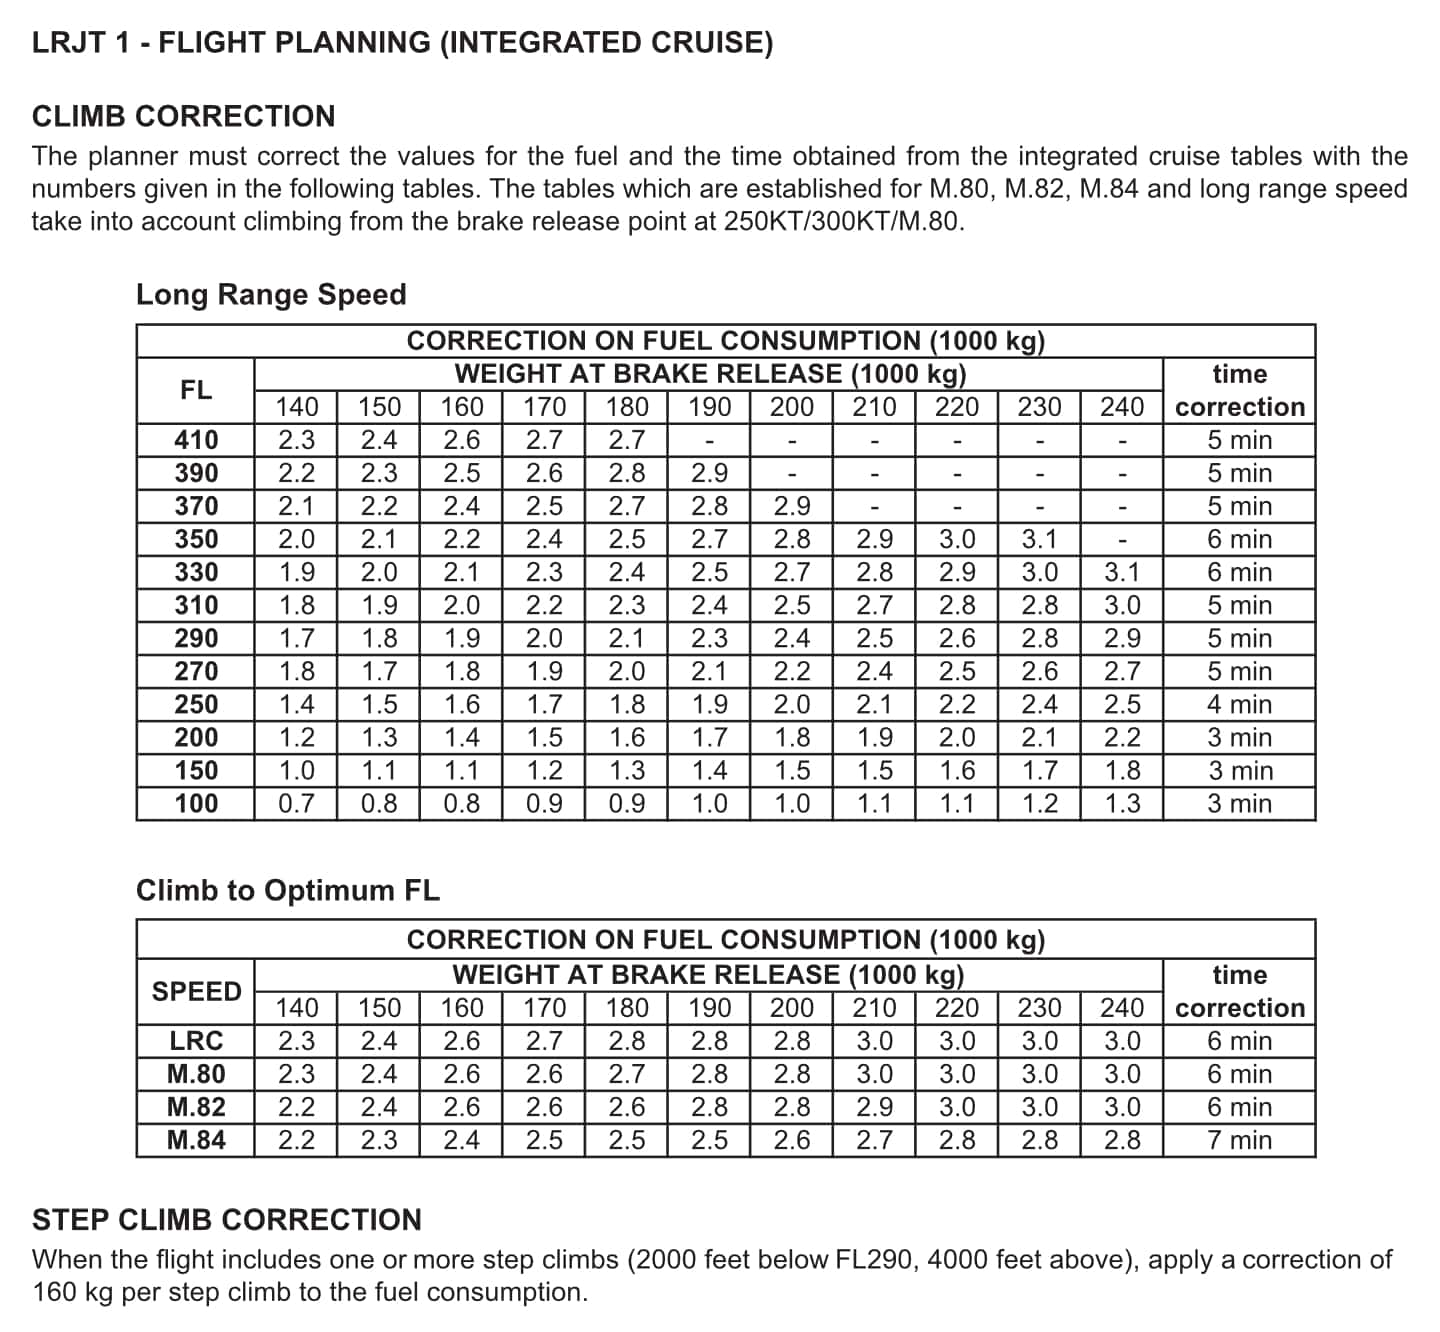 LRJT 1 - FLIGHT PLANNING (INTEGRATED CRUISE)
CLIMB CORRECTION
The planner must correct the values for the fuel and the time obtained from the integrated cruise tables with the
numbers given in the following tables. The tables which are established for M.80, M.82, M.84 and long range speed
take into account climbing from the brake release point at 250KT/300KT/M.80.
Long Range Speed
CORRECTION ON FUEL CONSUMPTION (1000 kg)
FL WEIGHT AT BRAKE RELEASE (1000 kg) time
140 150 160 170 180 190 200 210 220 230 240 correction
410 2.3 2.4 2.6 2.7 2.7 - - - - - - 5 min
390 2.2 2.3 2.5 2.6 2.8 2.9 - - - - - 5 min
370 2.1 2.2 2.4 2.5 2.7 2.8 2.9 - - - - 5 min
350 2.0 2.1 2.2 2.4 2.5 2.7 2.8 2.9 3.0 3.1 - 6 min
330 1.9 2.0 2.1 2.3 2.4 2.5 2.7 2.8 2.9 3.0 3.1 6 min
310 1.8 1.9 2.0 2.2 2.3 2.4 2.5 2.7 2.8 2.8 3.0 5 min
290 1.7 1.8 1.9 2.0 2.1 2.3 2.4 2.5 2.6 2.8 2.9 5 min
270 1.8 1.7 1.8 1.9 2.0 2.1 2.2 2.4 2.5 2.6 2.7 5 min
250 1.4 1.5 1.6 1.7 1.8 1.9 2.0 2.1 2.2 2.4 2.5 4 min
200 1.2 1.3 1.4 1.5 1.6 1.7 1.8 1.9 2.0 2.1 2.2 3 min
150 1.0 1.1 1.1 1.2 1.3 1.4 1.5 1.5 1.6 1.7 1.8 3 min
100 0.7 0.8 0.8 0.9 0.9 1.0 1.0 1.1 1.1 1.2 1.3 3 min
Climb to Optimum FL
CORRECTION ON FUEL CONSUMPTION (1000 kg)
SPEED WEIGHT AT BRAKE RELEASE (1000 kg) time
140 150 160 170 180 190 200 210 220 230 240 correction
LRC 2.3 2.4 2.6 2.7 2.8 2.8 2.8 3.0 3.0 3.0 3.0 6 min
M.80 2.3 2.4 2.6 2.6 2.7 2.8 2.8 3.0 3.0 3.0 3.0 6 min
M.82 2.2 2.4 2.6 2.6 2.6 2.8 2.8 2.9 3.0 3.0 3.0 6 min
M.84 2.2 2.3 2.4 2.5 2.5 2.5 2.6 2.7 2.8 2.8 2.8 7 min
STEP CLIMB CORRECTION
When the flight includes one or more step climbs (2000 feet below FL290, 4000 feet above), apply a correction of
160 kg per step climb to the fuel consumption.